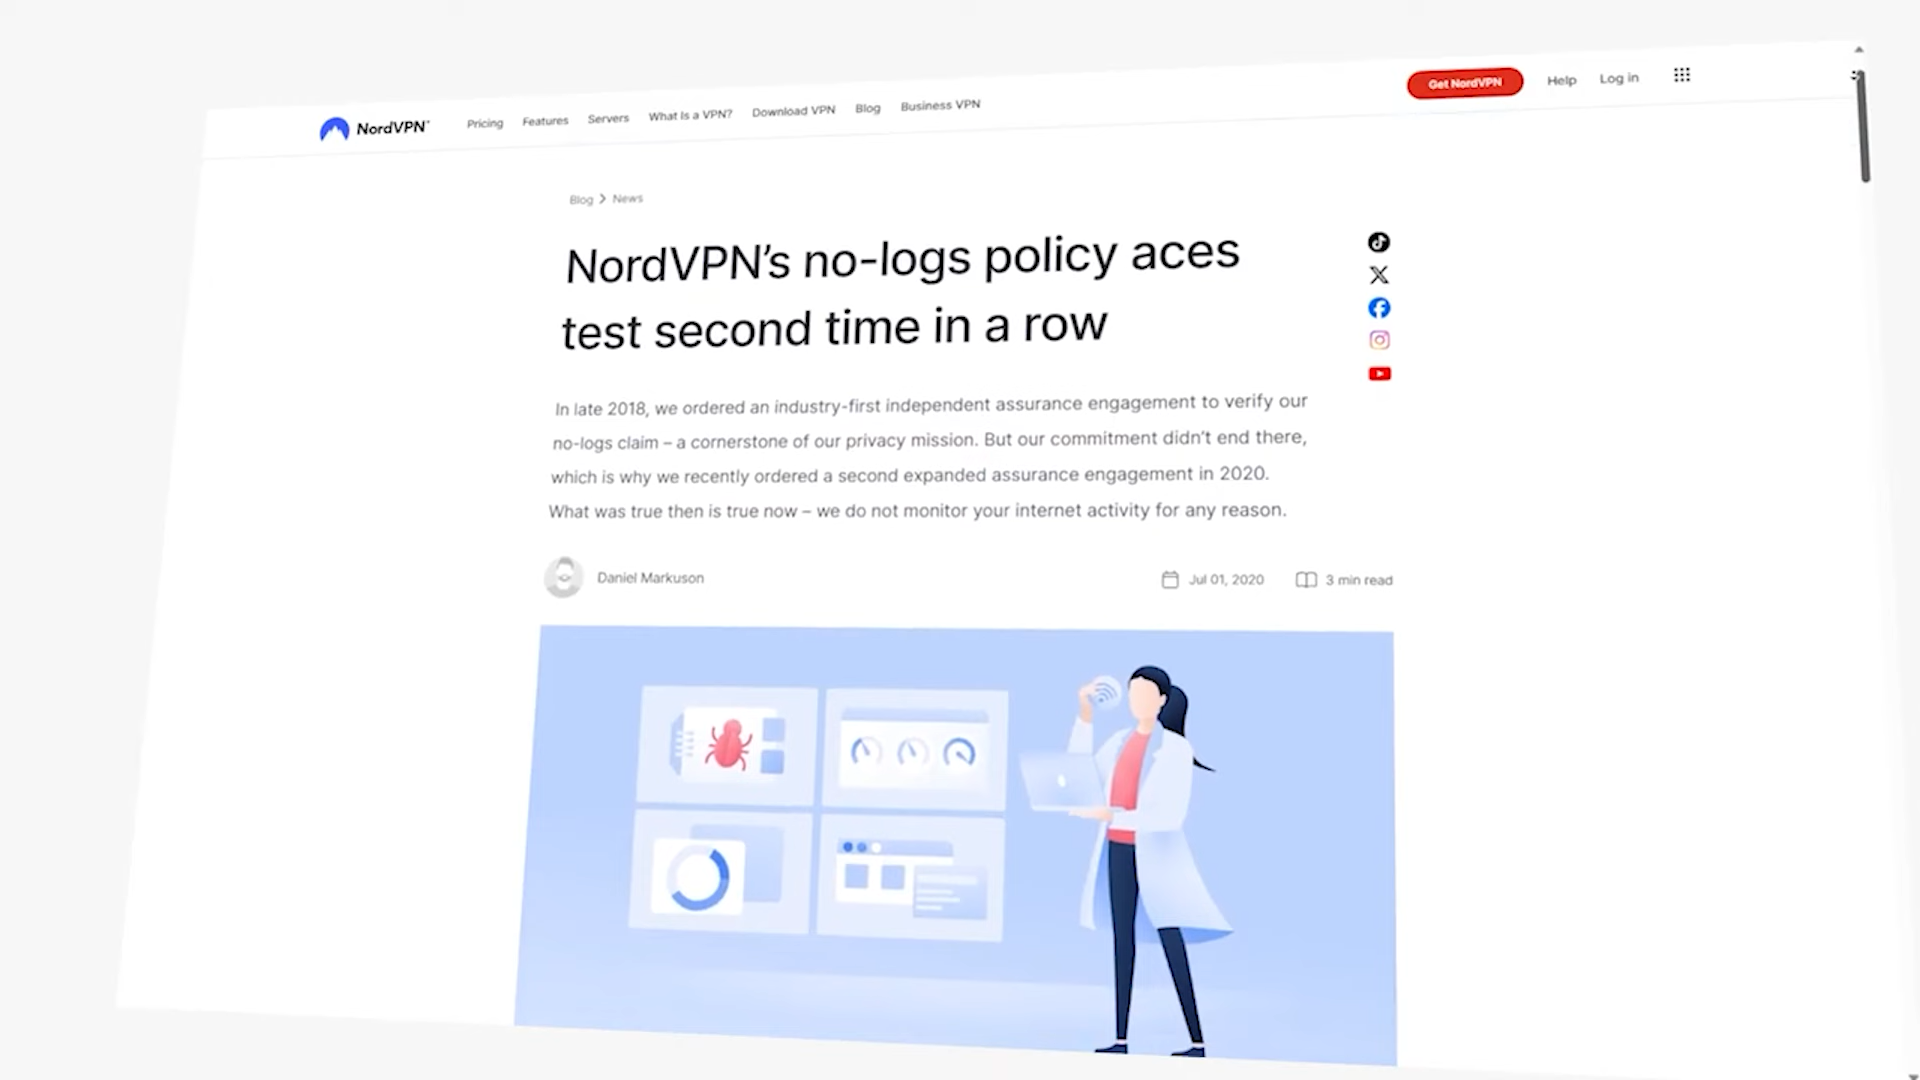 NordVPN
Pricing
Features
Servers
What Is a VPN?
Download VPN
Blog
Business VPN
Get NordVPN
Help
Log in
Blog > News
NordVPN's no-logs policy aces
test second time in a row
In late 2018, we ordered an industry-first independent assurance engagement to verify our
no-logs claim – a cornerstone of our privacy mission. But our commitment didn't end there,
which is why we recently ordered a second expanded assurance engagement in 2020.
What was true then is true now – we do not monitor your internet activity for any reason.
Daniel Markuson
Jul 01, 2020
3 min read